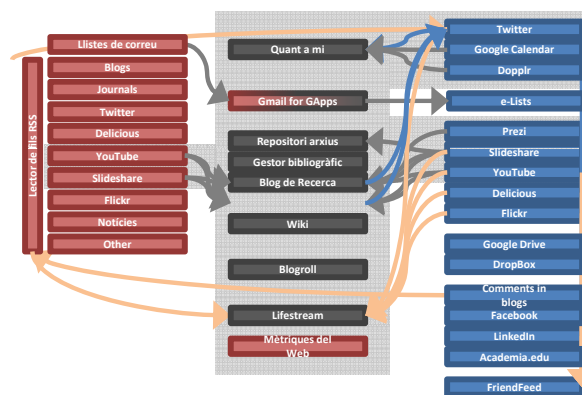 Lector de fils RSS
Llistes de correu
Blogs
Journals
Twitter
Delicious
YouTube
Slideshare
Flickr
Notícies
Other
Quant a mi
Gmail for GApps
Repositori arxius
Gestor bibliogràfic
Blog de Recerca
Wiki
Blogroll
Lifestream
Mètriques del
Web
Twitter
Google Calendar
Dopplr
e-Lists
Prezi
Slideshare
YouTube
Delicious
Flickr
Google Drive
DropBox
Comments in
blogs
Facebook
LinkedIn
Academia.edu
FriendFeed